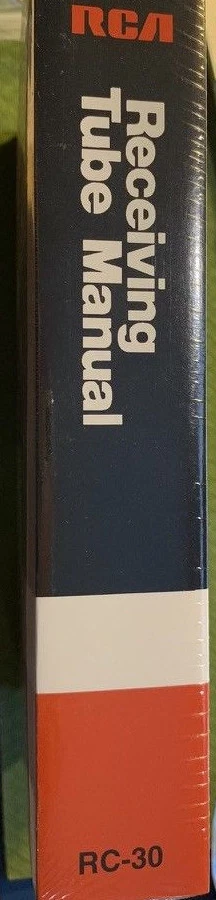 RCA
Receiving
Tube Manual
RC-30